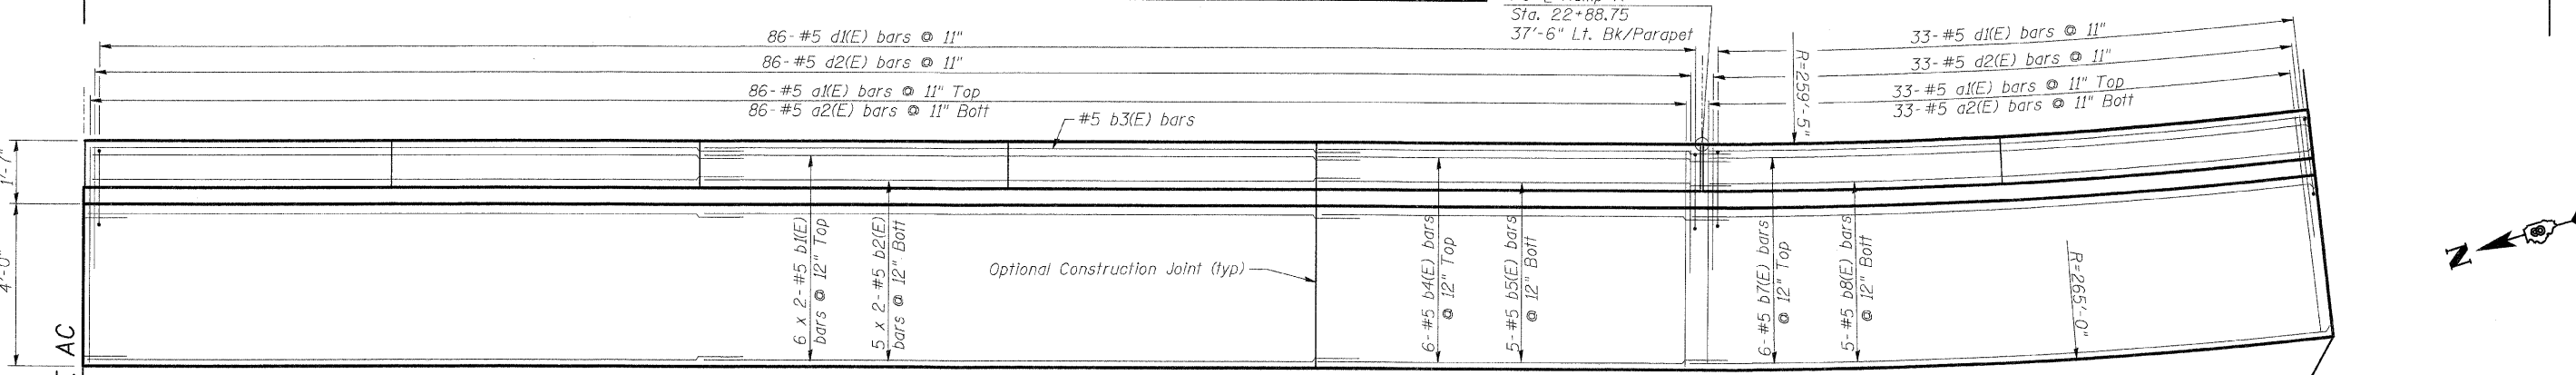 Sta. 22+88.75
37'-6" Lt. Bk/Parapet
86-#5 d1(E) bars @ 11"
33-#5 d1(E) bars @ 11"
86-#5 d2(E) bars @ 11"
33-#5 d2(E) bars @ 11"
86-#5 a1(E) bars @ 11" Top
86-#5 a2(E) bars @ 11" Bott
33-#5 a1(E) bars @ 11" Top
33-#5 a2(E) bars @ 11" Bott
R=259'-5"
#5 b3(E) bars
1'-7"
4'-0"
6 x 2-#5 b1(E)
bars @ 12" Top
5 x 2-#5 b2(E)
bars @ 12" Bott
Optional Construction Joint (typ)
6-#5 b4(E) bars
@ 12" Top
5-#5 b5(E) bars
@ 12" Bott
6-#5 b7(E) bars
@ 12" Top
5-#5 b8(E) bars
@ 12" Bott
R=265'-0"
N
AC